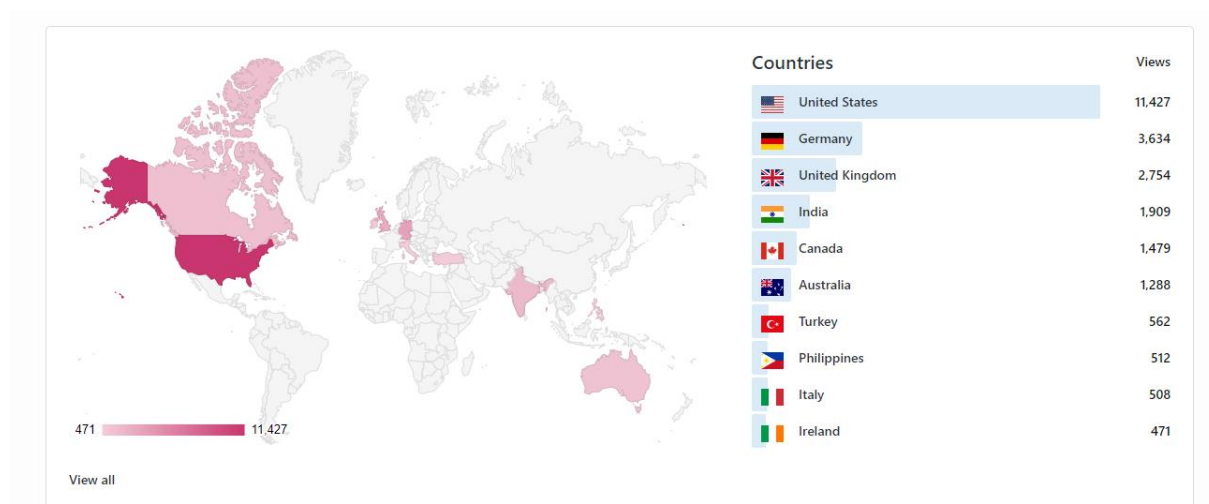 Countries Views
United States 11,427
Germany 3,634
United Kingdom 2,754
India 1,909
Canada 1,479
Australia 1,288
Turkey 562
Philippines 512
Italy 508
Ireland 471
471 11,427
View all